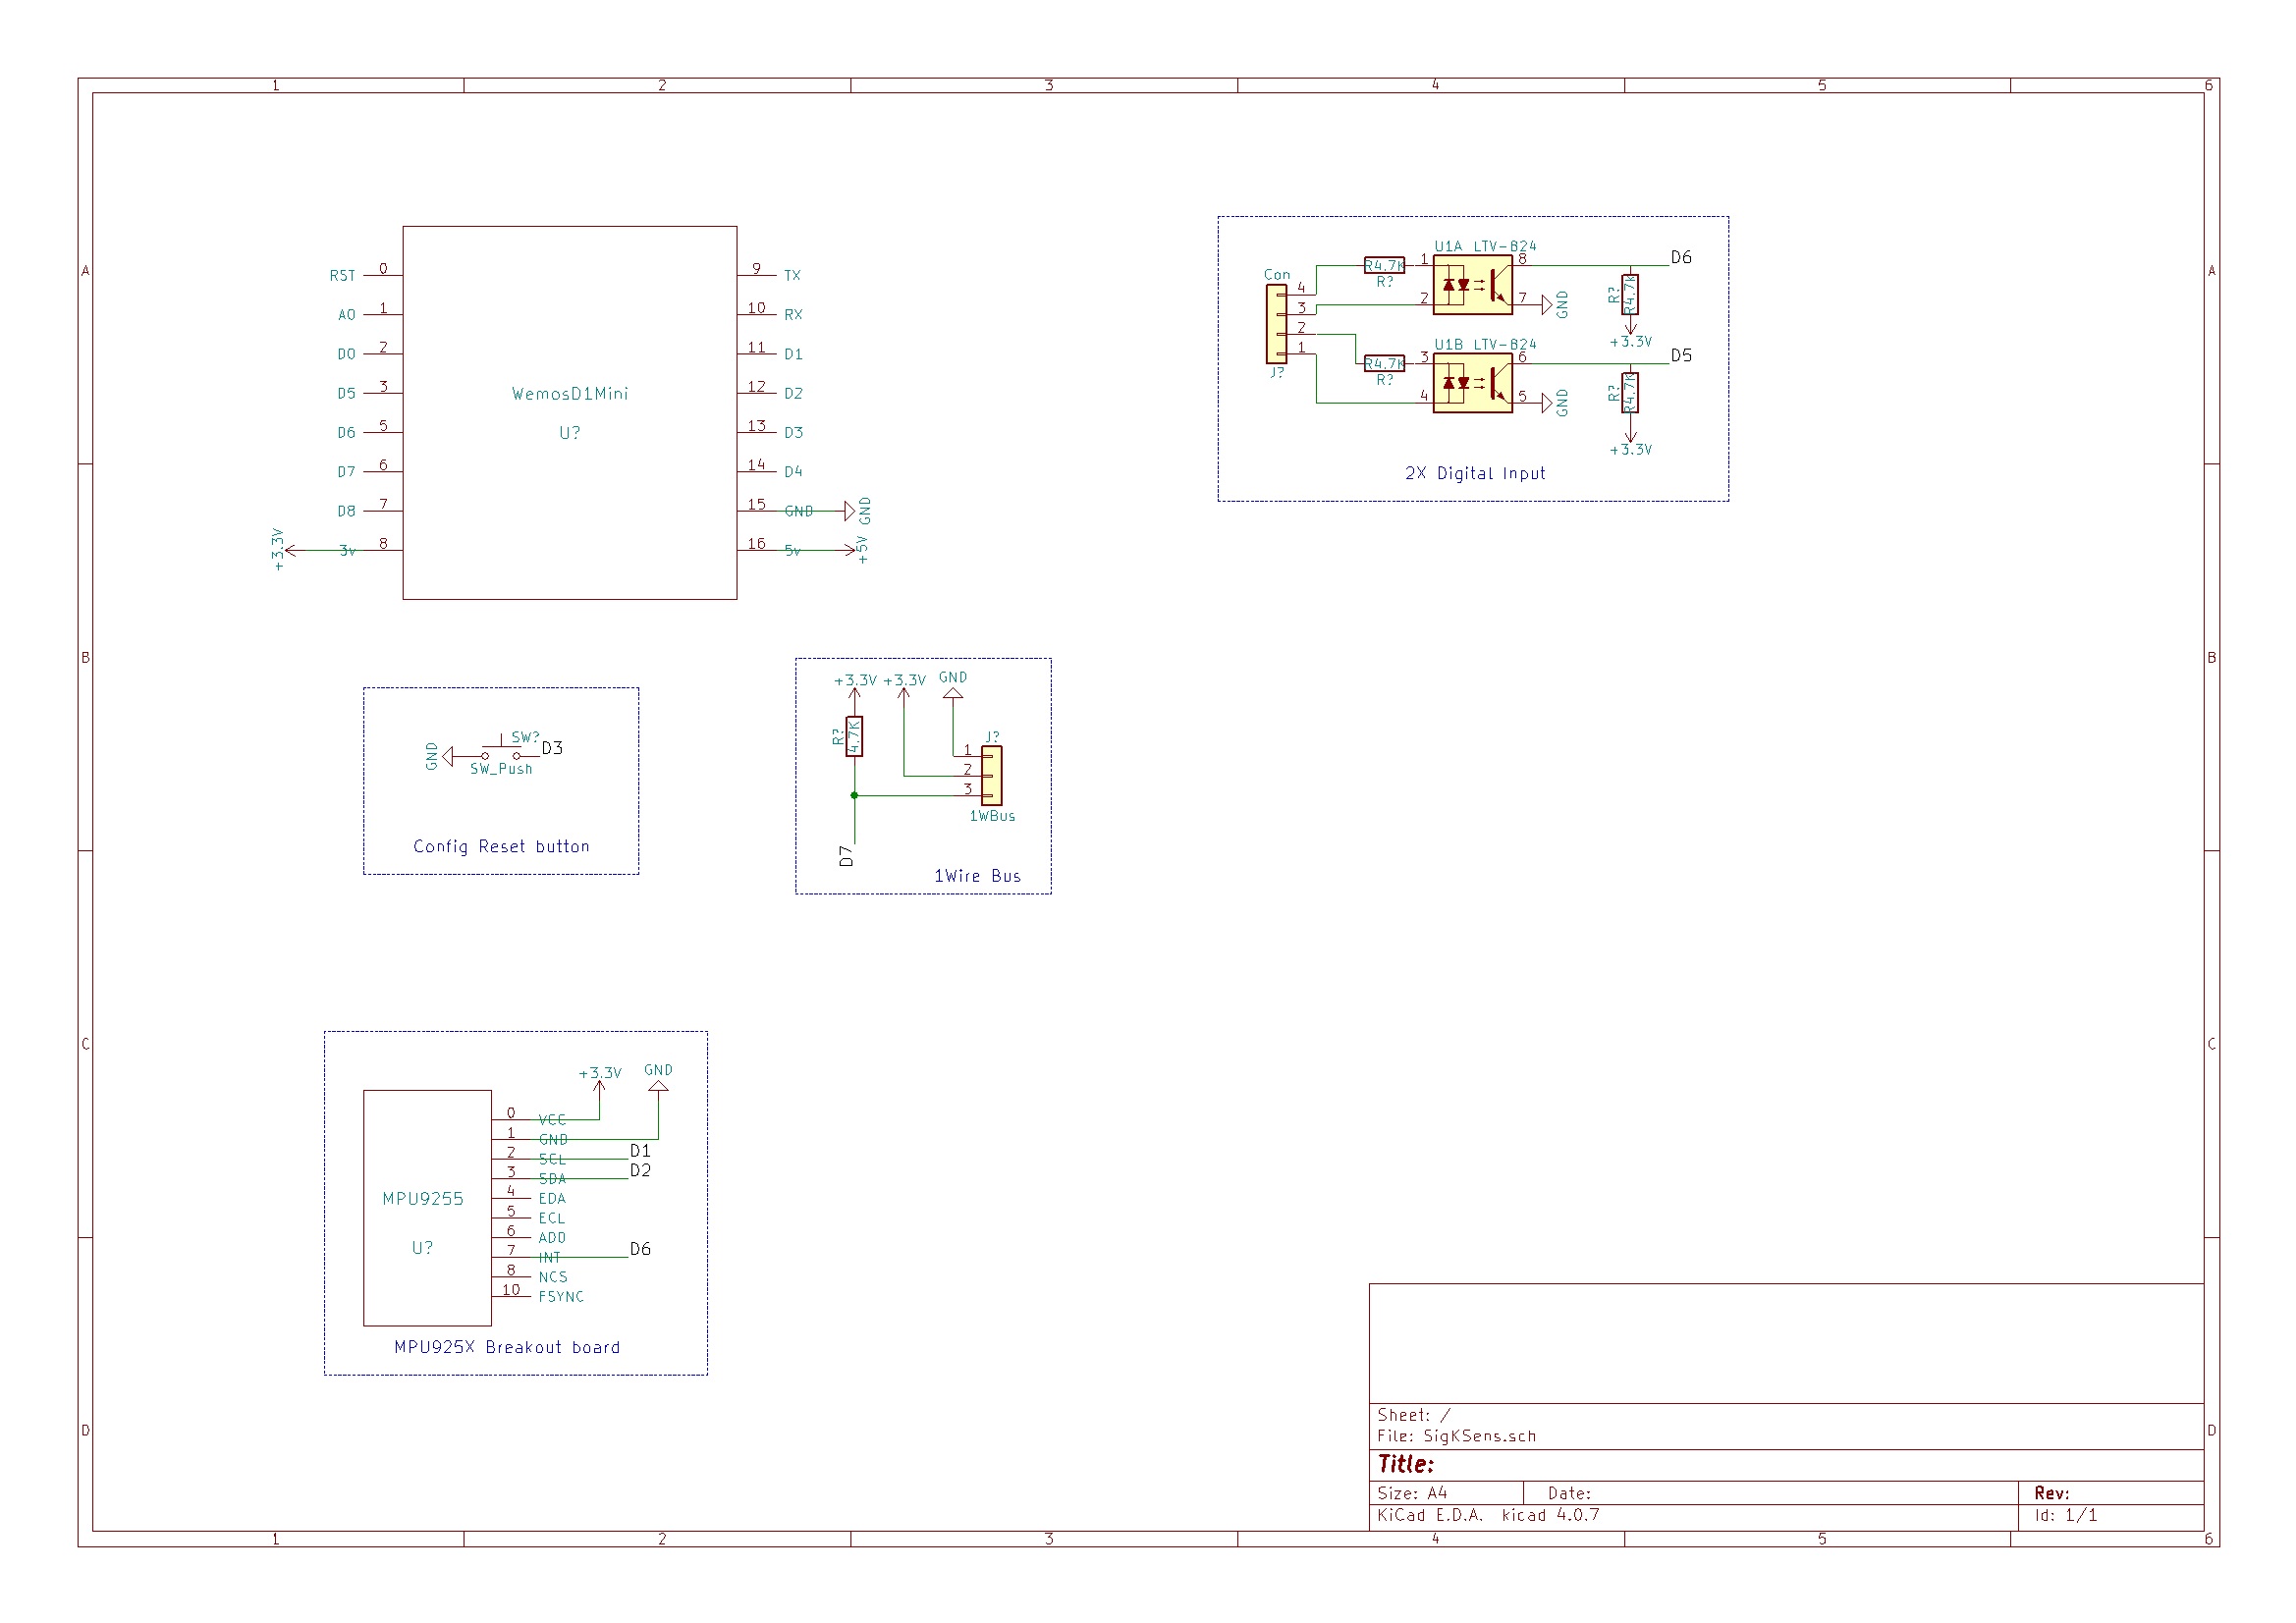 1 2 3 4 5 6
A A
B B
C C
D D
1 2 3 4 5 6
WemosD1Mini
U?
RST 0
A0 1
D0 2
D5 3
D6 5
D7 6
D8 7
+3.3V 3v 8
9 TX
10 RX
11 D1
12 D2
13 D3
14 D4
15 GND GND
16 5v +5V
Con
4
3
2
1
J?
R4.7K
R?
U1A LTV-824
1 8
2 7
GND
D6
R?
R4.7K
+3.3V
R4.7K
R?
U1B LTV-824
3 6
4 5
GND
D5
R?
R4.7K
+3.3V
2X Digital Input
GND
SW?
D3
SW_Push
Config Reset button
+3.3V +3.3V GND
R?
4.7K
J?
1
2
3
1WBus
D7
1Wire Bus
+3.3V GND
0 VCC
1 GND
2 SCL D1
3 SDA D2
4 EDA
5 ECL
6 ADD
7 INT D6
8 NCS
10 FSYNC
MPU9255
U?
MPU925X Breakout board
Sheet: /
File: SigKSens.sch
Title:
Size: A4 Date: Rev:
KiCad E.D.A. kicad 4.0.7 Id: 1/1